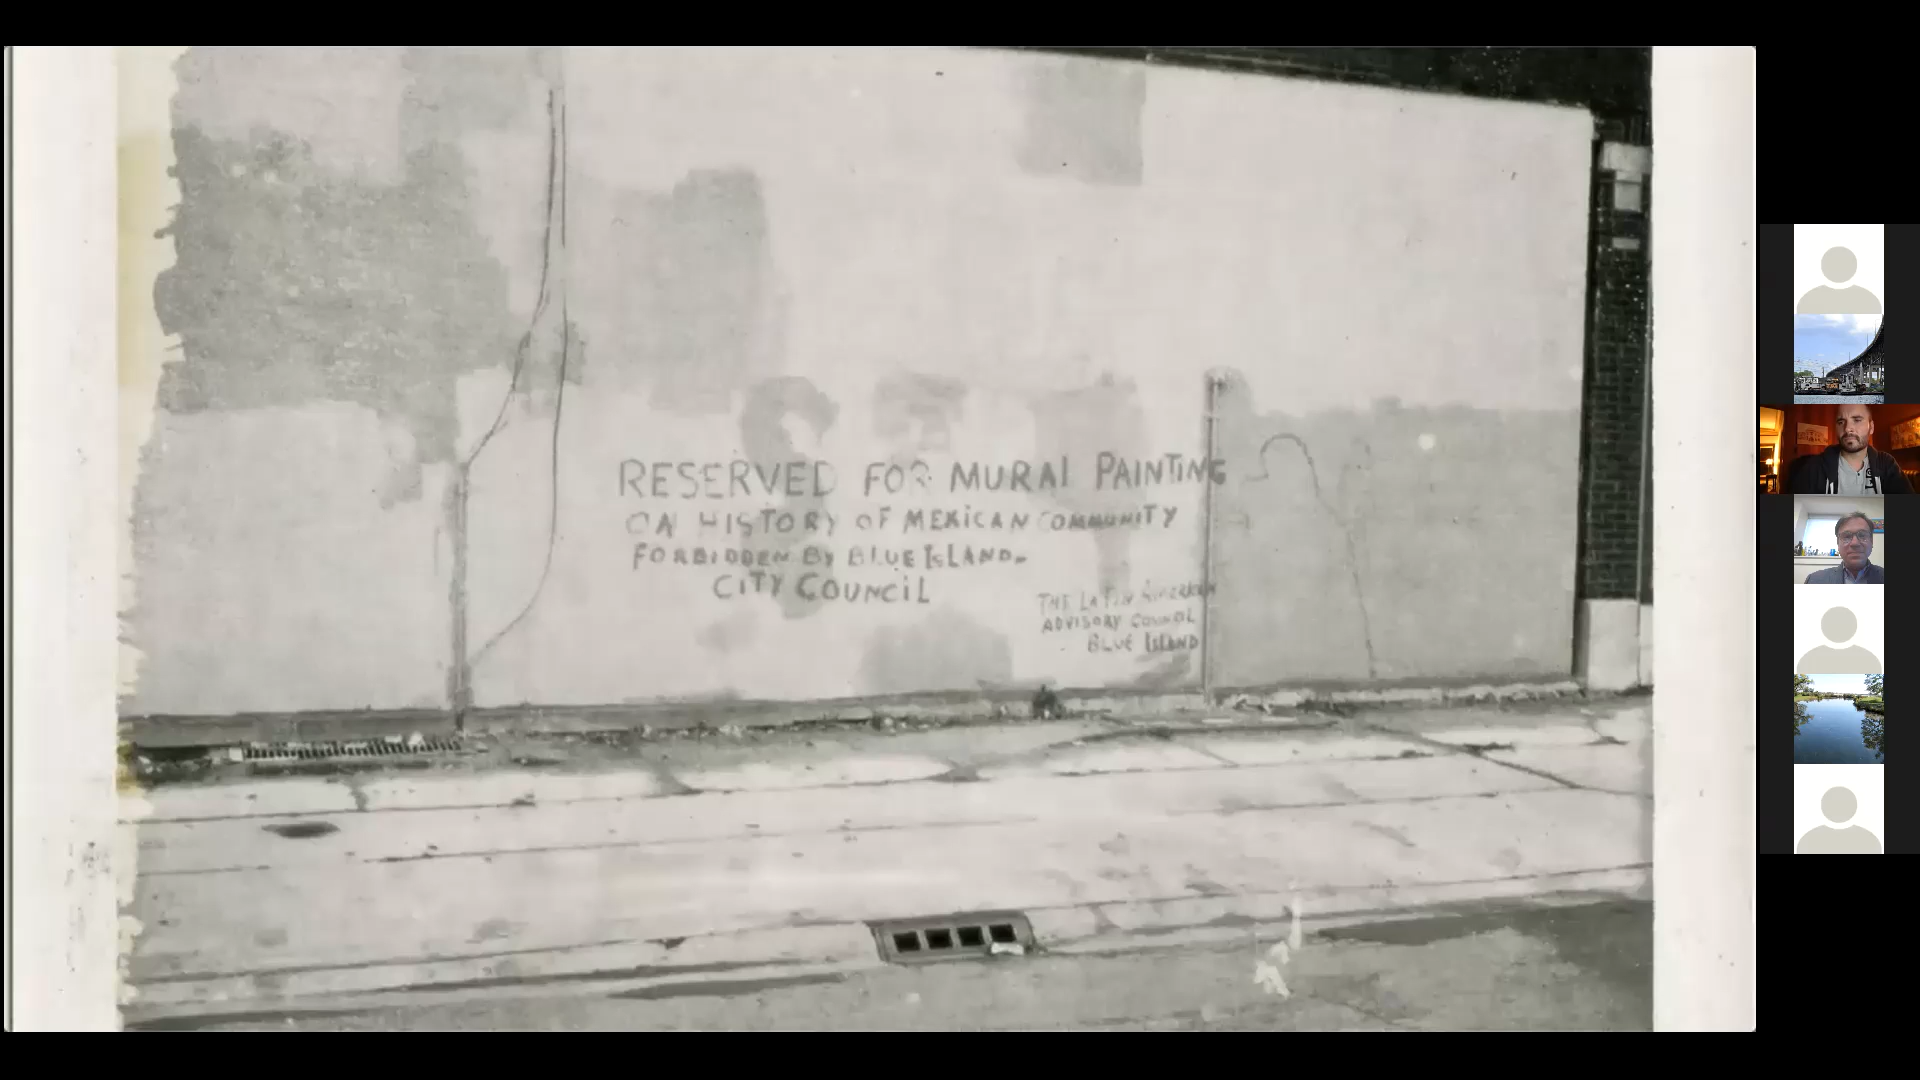 RESERVED FOR MURAL PAINTING
ON HISTORY OF MEXICAN COMMUNITY
FORBIDDEN BY BLUE ISLAND
CITY COUNCIL
THE LATIN AMERICAN
ADVISORY COUNCIL
BLUE ISLAND